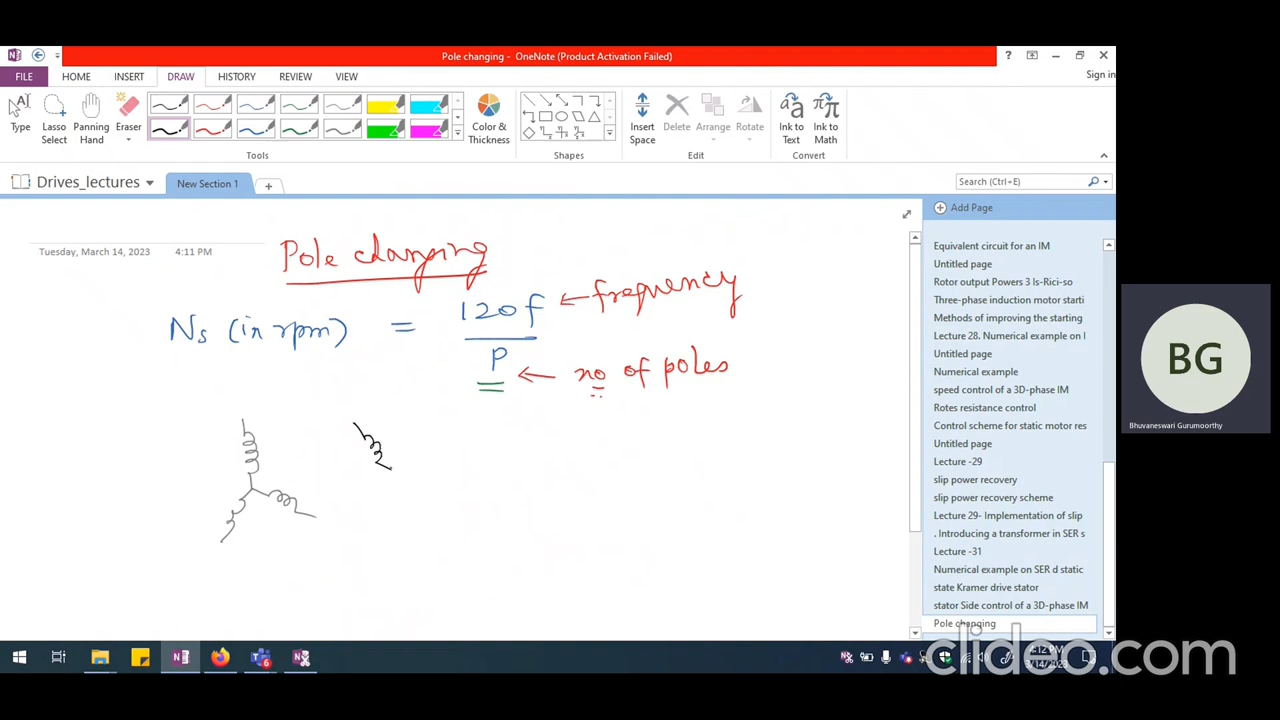 Pole changing - OneNote (Product Activation Failed)
?
FILE HOME INSERT DRAW HISTORY REVIEW VIEW
Sign in
Type
Lasso Select
Panning Hand
Eraser
Color & Thickness
Insert Space
Delete
Arrange
Rotate
Ink to Text
Ink to Math
Tools
Shapes
Edit
Convert
Drives_lectures
New Section 1
Search (Ctrl+E)
Tuesday, March 14, 2023 4:11 PM
Pole changing
Ns (in rpm) = 120f ← frequency
P ← no of poles
Add Page
Equivalent circuit for an IM
Untitled page
Rotor output Powers 3 Is-Rici-so
Three-phase induction motor starti
Methods of improving the starting
Lecture 28. Numerical example on I
Untitled page
Numerical example
speed control of a 3D-phase IM
Rotes resistance control
Control scheme for static motor res
Untitled page
Lecture -29
slip power recovery
slip power recovery scheme
Lecture 29- Implementation of slip
. Introducing a transformer in SER s
Lecture -31
Numerical example on SER d static
state Kramer drive stator
stator Side control of a 3D-phase IM
Pole changing
BG
Bhuvaneswari Gurumoorthy
4:12 PM
3/14/2023
clideo.com